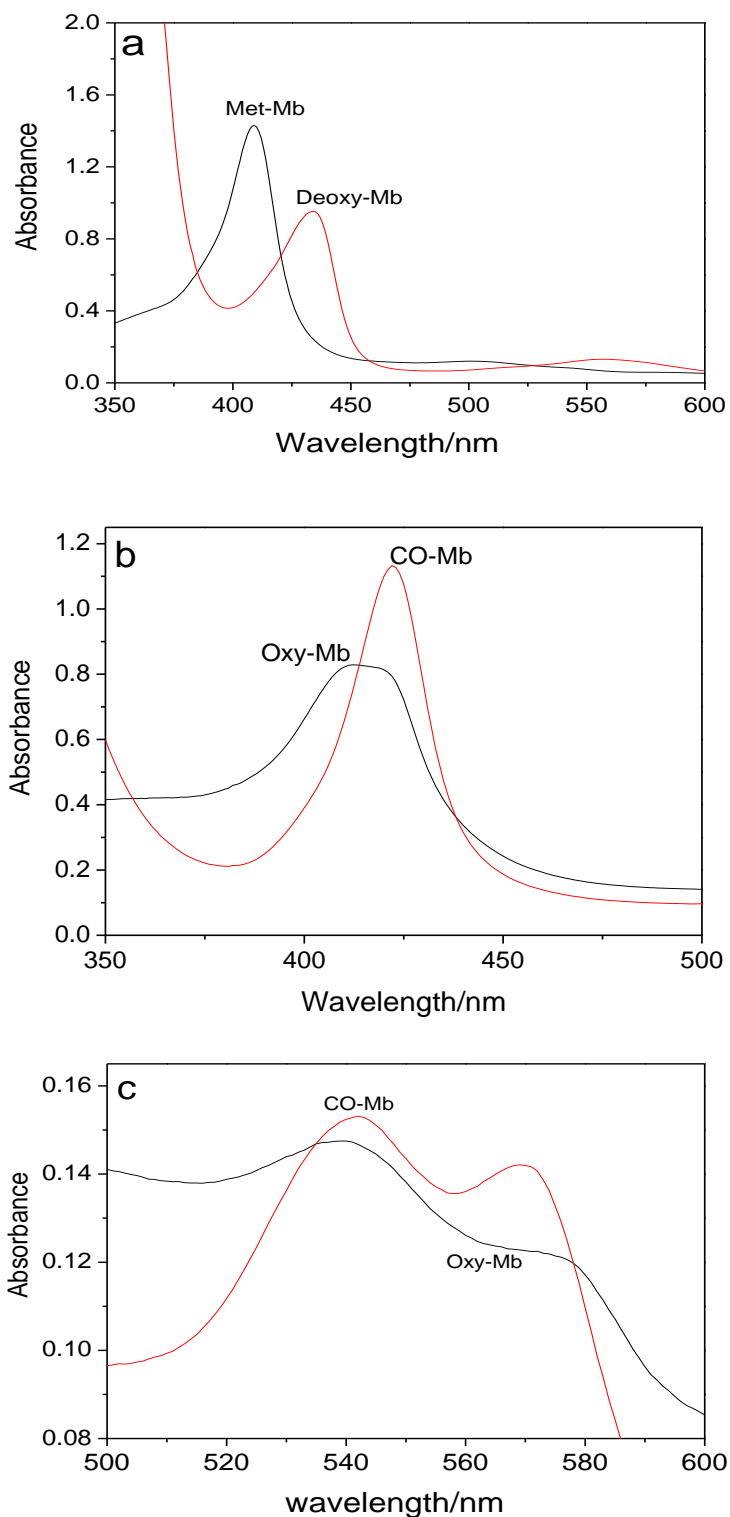 a
2.0
1.6
1.2
0.8
0.4
0.0
Absorbance
Met-Mb
Deoxy-Mb
350 400 450 500 550 600
Wavelength/nm
b
1.2
1.0
0.8
0.6
0.4
0.2
0.0
Absorbance
CO-Mb
Oxy-Mb
350 400 450 500
Wavelength/nm
c
0.16
0.14
0.12
0.10
0.08
Absorbance
CO-Mb
Oxy-Mb
500 520 540 560 580 600
wavelength/nm